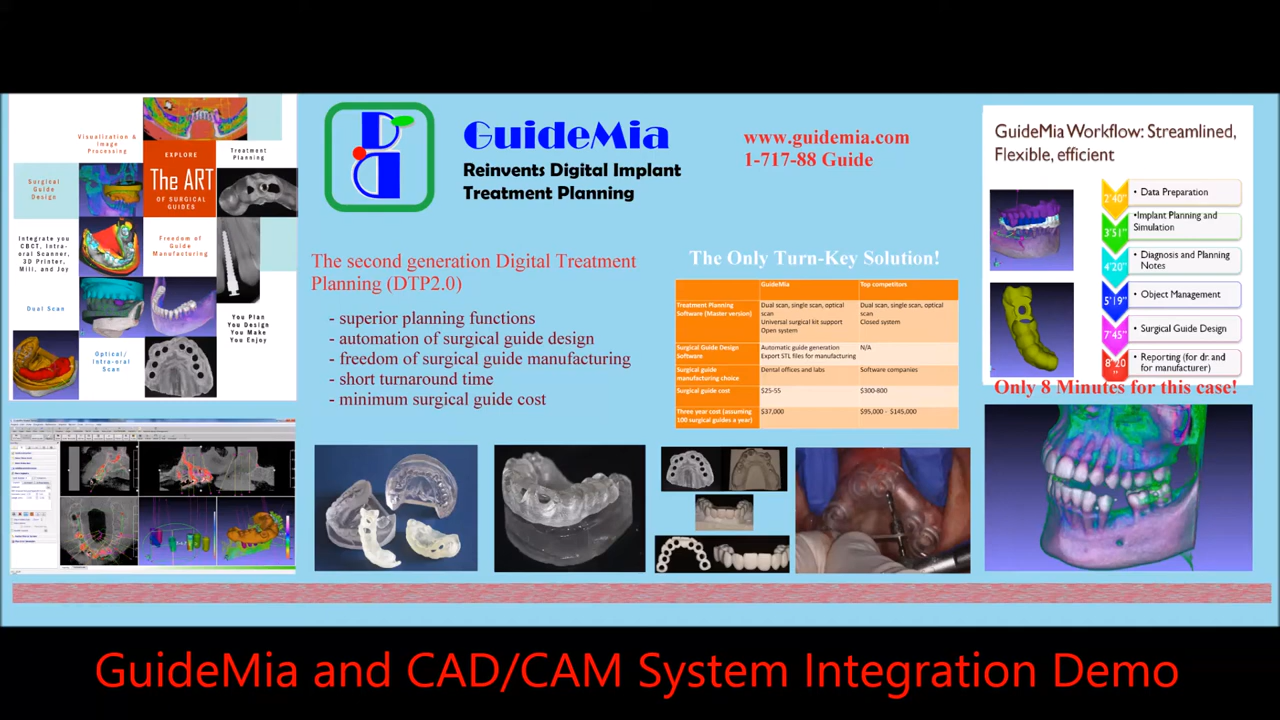 Visualization &
Image
Processing
EXPLORE
The ART
OF SURGICAL
GUIDES
Treatment
Planning
Surgical
Guide
Design
Integrate you
CBCT, Intra-
oral Scanner,
3D Printer,
Mill, and Joy
Freedom of
Guide
Manufacturing
Dual Scan
You Plan
You Design
You Make
You Enjoy
Optical/
Intra-oral
Scan
GuideMia
Reinvents Digital Implant
Treatment Planning
www.guidemia.com
1-717-88 Guide
The second generation Digital Treatment
Planning (DTP2.0)
- superior planning functions
- automation of surgical guide design
- freedom of surgical guide manufacturing
- short turnaround time
- minimum surgical guide cost
The Only Turn-Key Solution!
GuideMia Top competitors
Treatment Planning
Software (Master version)
Dual scan, single scan, optical
scan
Universal surgical kit support
Open system
Dual scan, single scan, optical
scan
Closed system
Surgical Guide Design
Software
Automatic guide generation
Export STL files for manufacturing
N/A
Surgical guide
manufacturing choice
Dental offices and labs
Software companies
Surgical guide cost $25-55 $300-800
Three year cost (assuming
100 surgical guides a year)
$37,000
$95,000 - $145,000
GuideMia Workflow: Streamlined,
Flexible, efficient
2'40" • Data Preparation
3'51" • Implant Planning and
Simulation
4'20" • Diagnosis and Planning
Notes
5'19" • Object Management
7'45" • Surgical Guide Design
8'20" • Reporting (for dr. and
for manufacturer)
Only 8 Minutes for this case!
GuideMia and CAD/CAM System Integration Demo